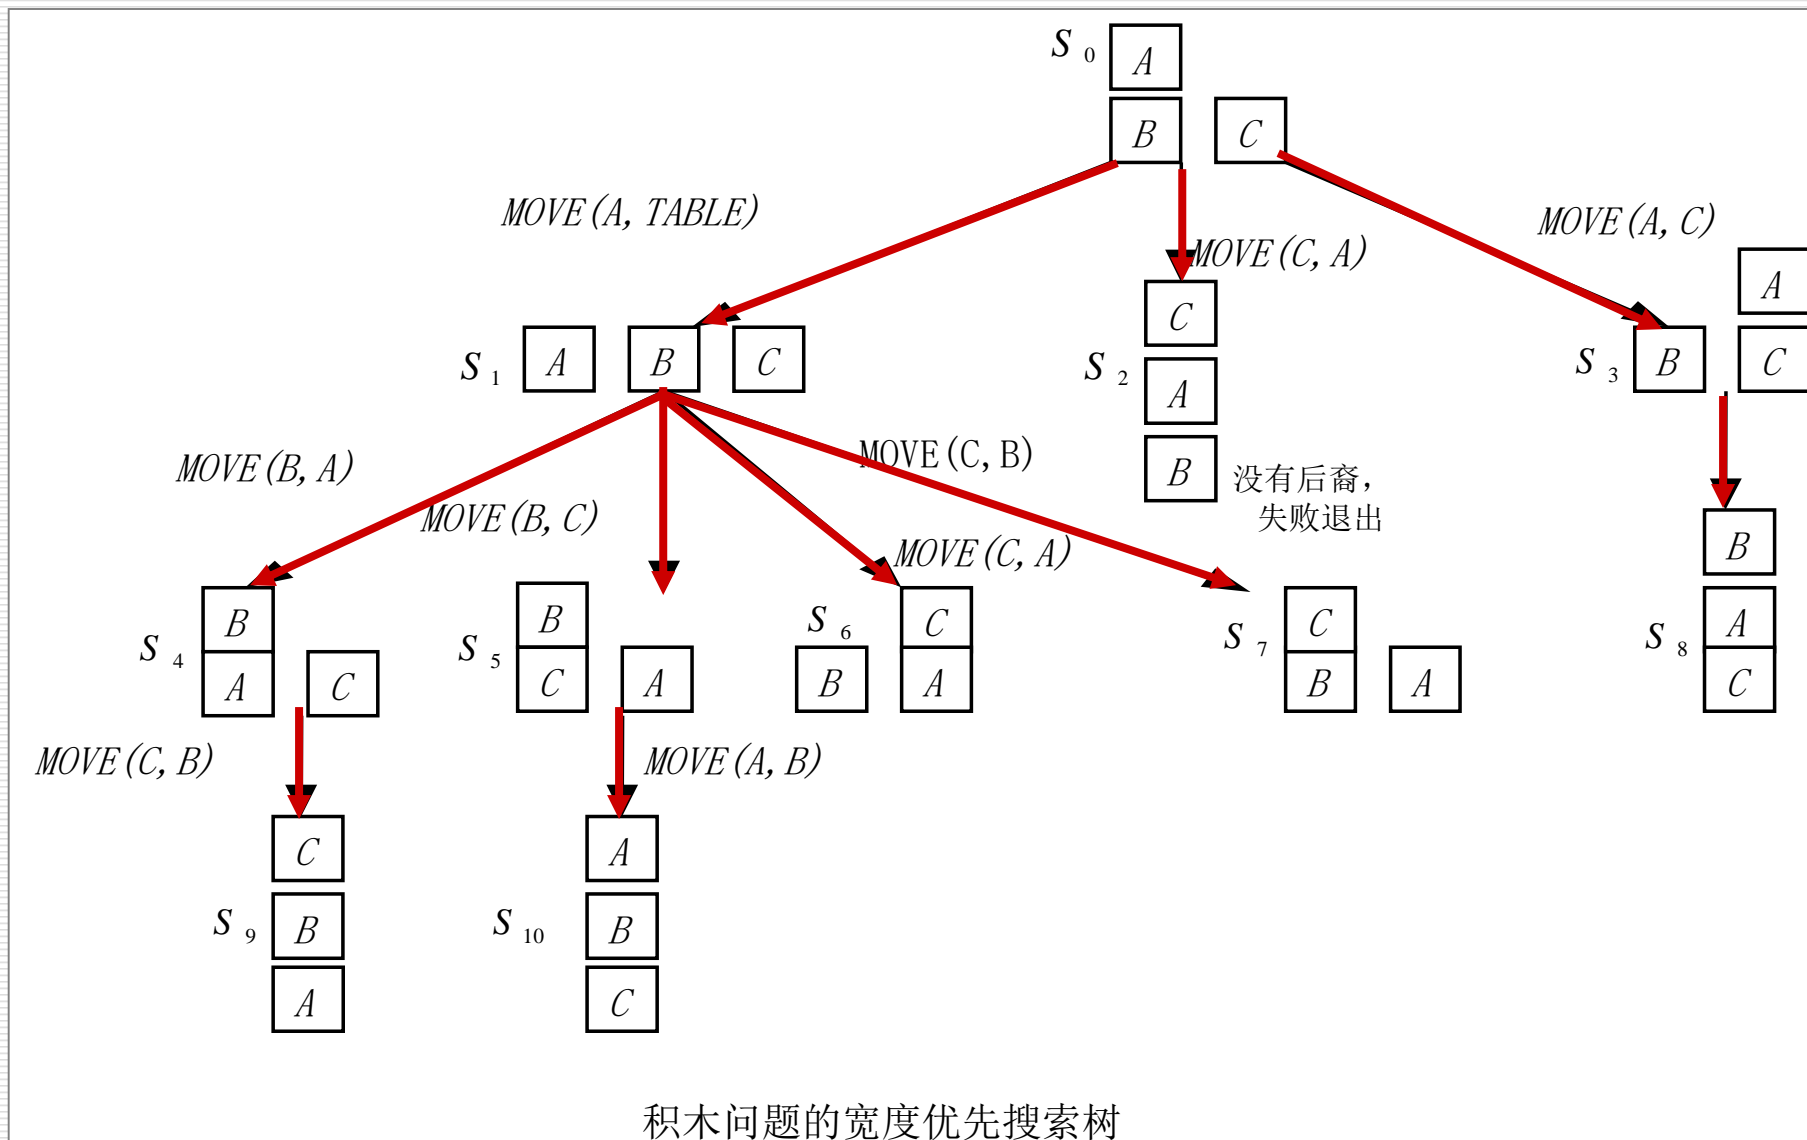 S 0
A
B C
MOVE(A, TABLE)
MOVE(C, A)
MOVE(A, C)
S 1 A B C
S 2
C
A
B
没有后裔，
失败退出
S 3
A
B C
MOVE(B, A)
MOVE(B, C)
MOVE(C, A)
MOVE(C, B)
S 4
B
A C
S 5
B
C A
S 6
C
B A
S 7
C
B A
S 8
B
A
C
MOVE(C, B)
MOVE(A, B)
S 9
C
B
A
S 10
A
B
C
积木问题的宽度优先搜索树